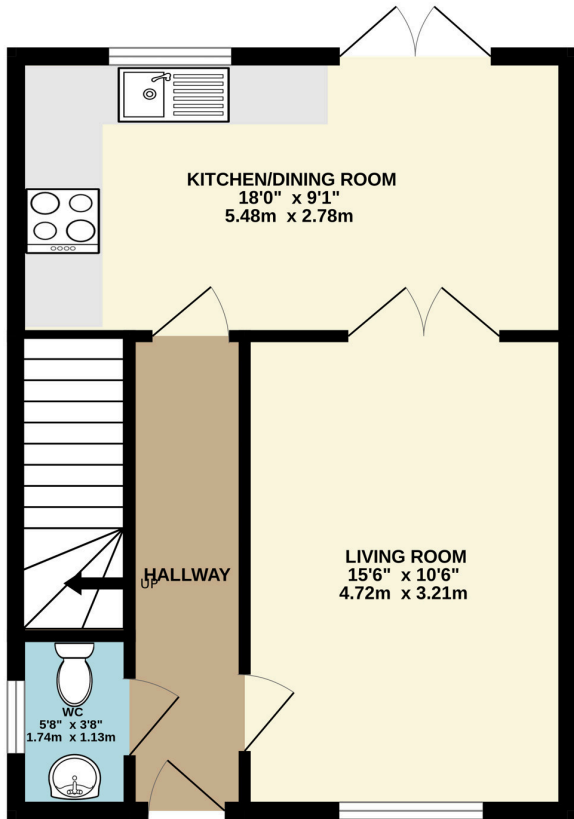 KITCHEN/DINING ROOM
18'0" x 9'1"
5.48m x 2.78m
LIVING ROOM
15'6" x 10'6"
4.72m x 3.21m
HALLWAY
UP
WC
5'8" x 3'8"
1.74m x 1.13m